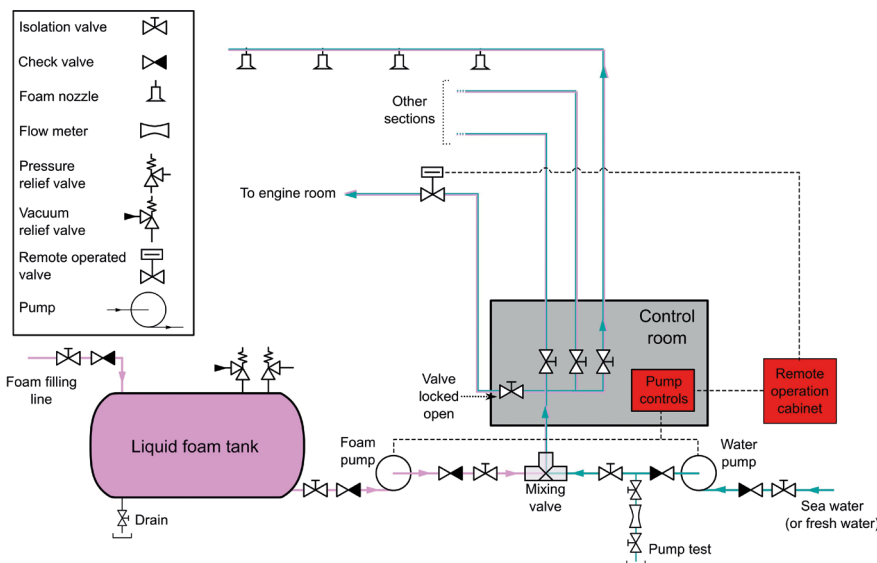 Isolation valve
Check valve
Foam nozzle
Flow meter
Pressure
relief valve
Vacuum
relief valve
Remote operated
valve
Pump
Other
sections
To engine room
Control
room
Foam filling
line
Valve
locked
open
Pump
controls
Remote
operation
cabinet
Liquid foam tank
Foam
pump
Water
pump
Mixing
valve
Sea water
(or fresh water)
Drain
Pump test